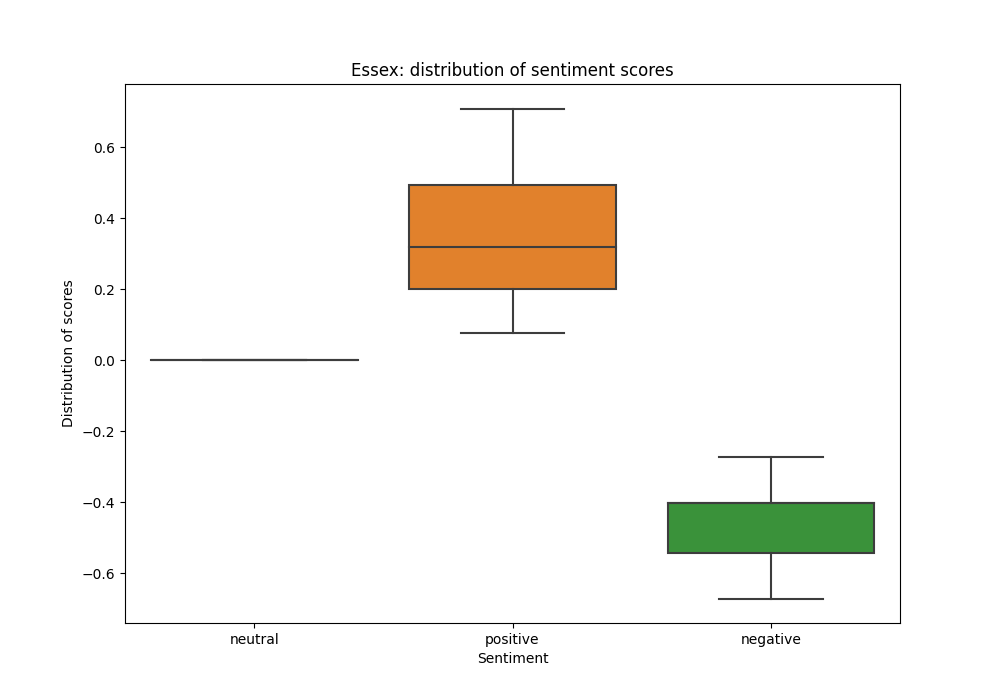 Essex: distribution of sentiment scores
Distribution of scores
0.6
0.4
0.2
0.0
−0.2
−0.4
−0.6
neutral positive negative
Sentiment